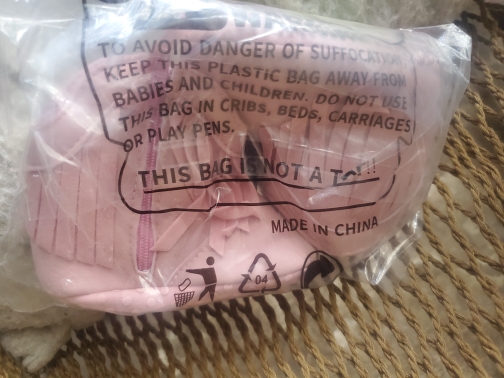 TO AVOID DANGER OF SUFFOCATION
KEEP THIS PLASTIC BAG AWAY FROM
BABIES AND CHILDREN. DO NOT USE
THIS BAG IN CRIBS, BEDS, CARRIAGES
OR PLAY PENS.
THIS BAG IS NOT A
MADE IN CHINA
04